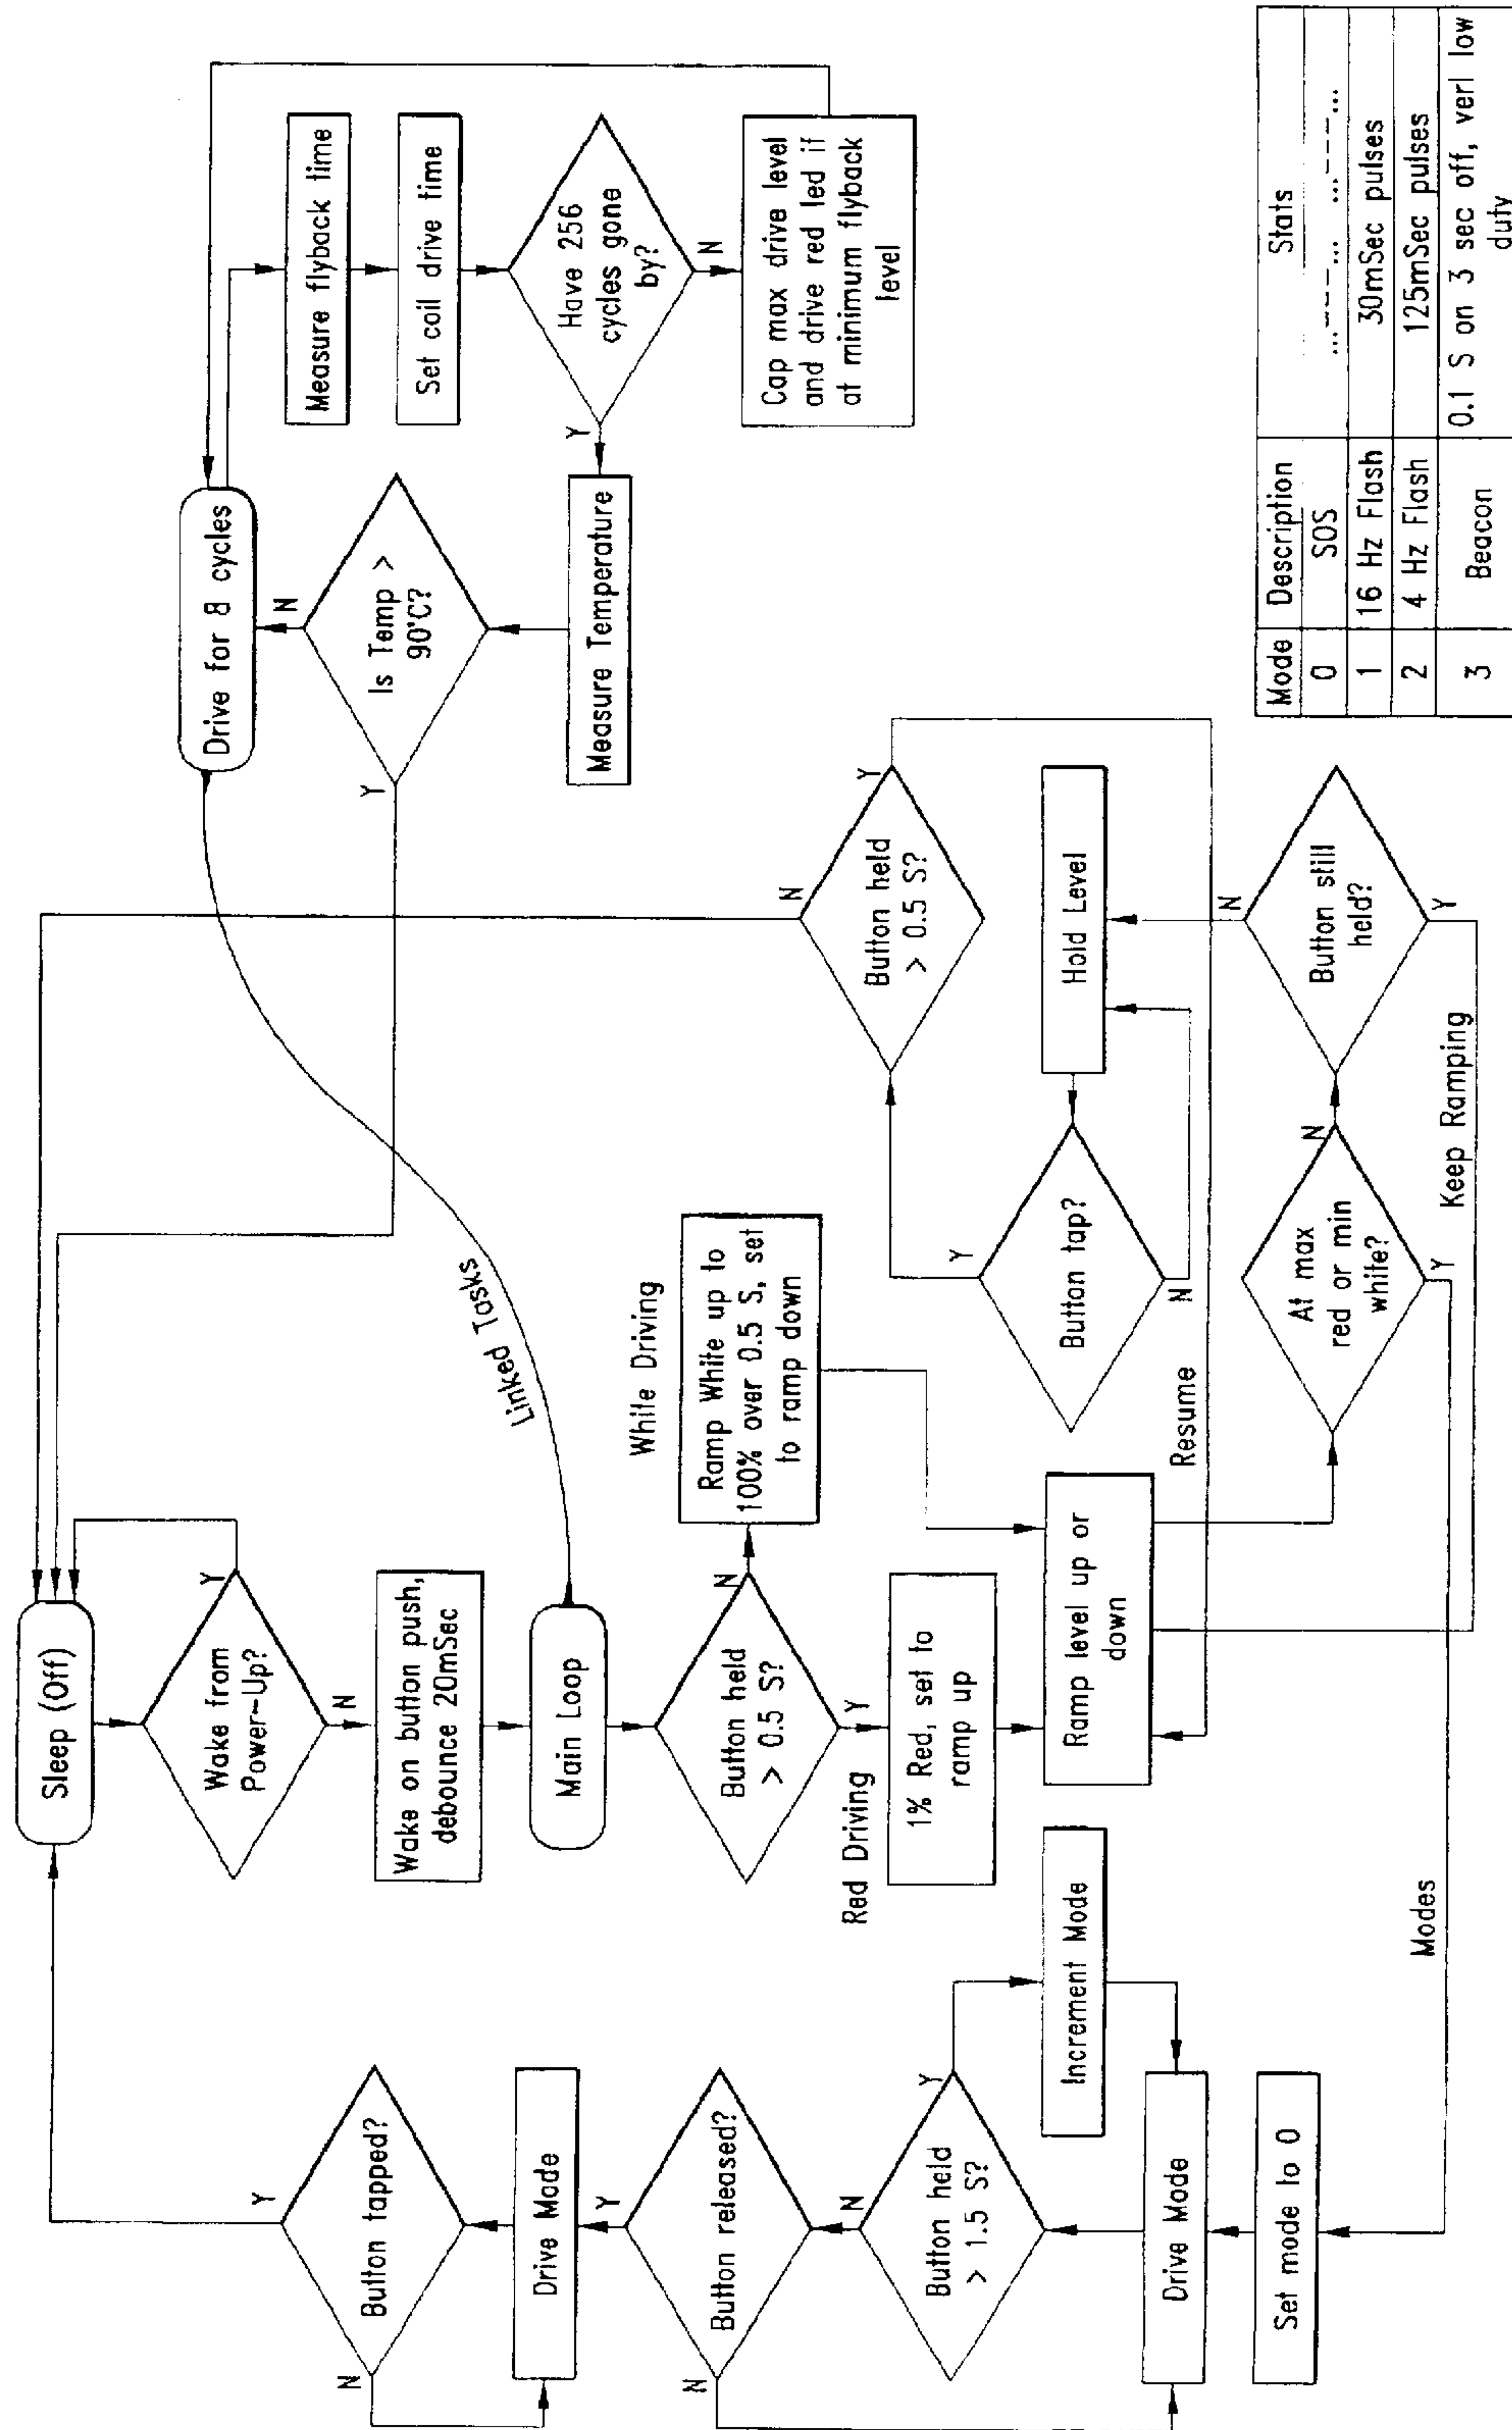 Sleep (Off)
Wake from
Power-Up?
Y
N
Wake on button push,
debounce 20mSec
Main Loop
Linked Tasks
Button held
> 0.5 S?
N
Y
White Driving
Ramp White up to
100% over 0.5 S, set
to ramp down
Red Driving
1% Red, set to
ramp up
Ramp level up or
down
Resume
Keep Ramping
Modes
Button tapped?
Y
N
Drive Mode
Y
Button released?
N
N
Button held
> 1.5 S?
Y
Increment Mode
Drive Mode
Set mode to 0
Button held
> 0.5 S?
N
Y
Button tap?
Y
N
Hold Level
At max
red or min
white?
N
Y
Button still
held?
N
Y
Drive for 8 cycles
Is Temp >
90°C?
N
Y
Measure Temperature
Measure flyback time
Set coil drive time
Have 256
cycles gone
by?
Y
N
Cap max drive level
and drive red led if
at minimum flyback
level
Mode Description Stats
0 SOS ...---... ...---...
1 16 Hz Flash 30mSec pulses
2 4 Hz Flash 125mSec pulses
3 Beacon 0.1 S on 3 sec off, verl low
duty